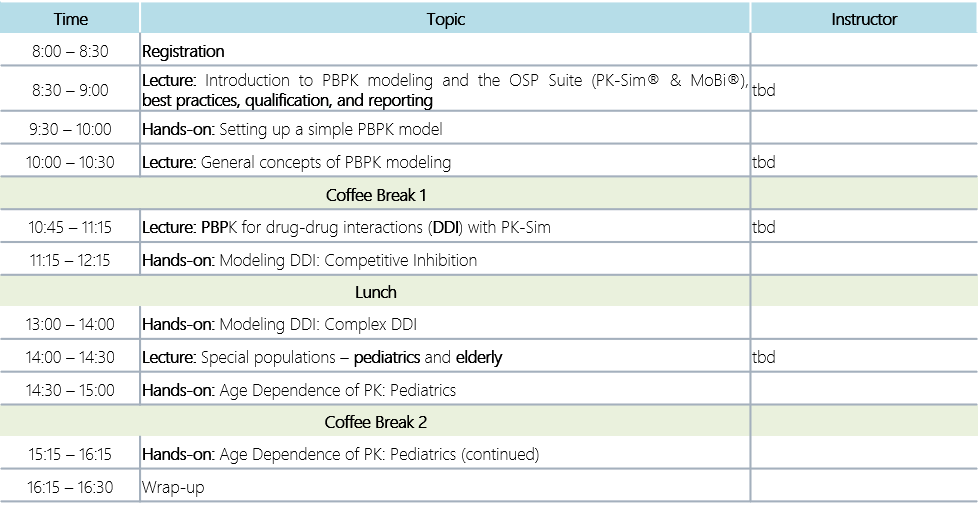 Time Topic Instructor
8:00 – 8:30 Registration
8:30 – 9:00 Lecture: Introduction to PBPK modeling and the OSP Suite (PK-Sim® & MoBi®),
best practices, qualification, and reporting tbd
9:30 – 10:00 Hands-on: Setting up a simple PBPK model
10:00 – 10:30 Lecture: General concepts of PBPK modeling tbd
Coffee Break 1
10:45 – 11:15 Lecture: PBPK for drug-drug interactions (DDI) with PK-Sim tbd
11:15 – 12:15 Hands-on: Modeling DDI: Competitive Inhibition
Lunch
13:00 – 14:00 Hands-on: Modeling DDI: Complex DDI
14:00 – 14:30 Lecture: Special populations – pediatrics and elderly tbd
14:30 – 15:00 Hands-on: Age Dependence of PK: Pediatrics
Coffee Break 2
15:15 – 16:15 Hands-on: Age Dependence of PK: Pediatrics (continued)
16:15 – 16:30 Wrap-up